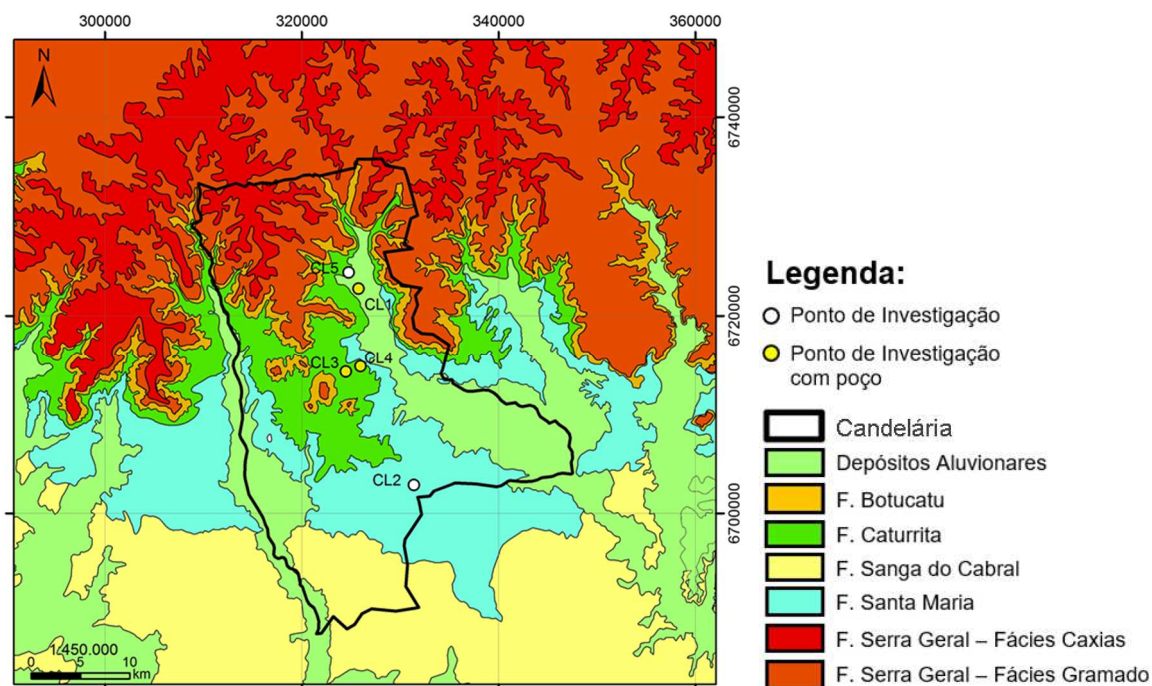 300000
320000
340000
360000
N
6740000
6720000
6700000
CL5
CL1
CL3
CL4
CL2
1:450.000
0 5 10
km
Legenda:
Ponto de Investigação
Ponto de Investigação
com poço
Candelária
Depósitos Aluvionares
F. Botucatu
F. Caturrita
F. Sanga do Cabral
F. Santa Maria
F. Serra Geral – Fácies Caxias
F. Serra Geral – Fácies Gramado